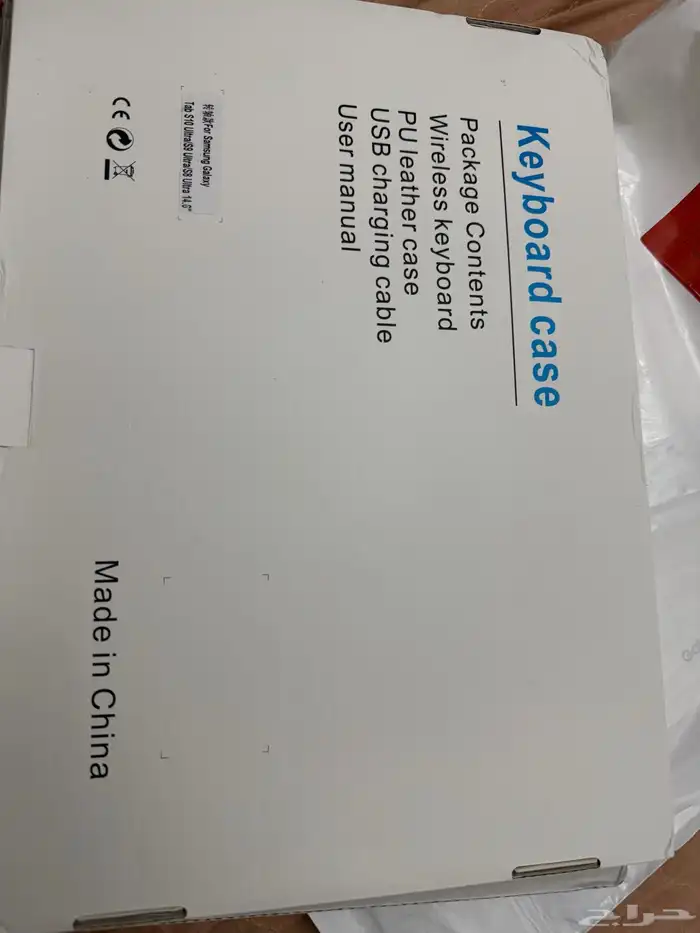 Keyboard case
Package Contents
Wireless keyboard
PU leather case
USB charging cable
User manual
For Samsung Galaxy
Tab S10 Ultra/S9 Ultra/S8 Ultra 14.6"
CE
Made in China
حراج